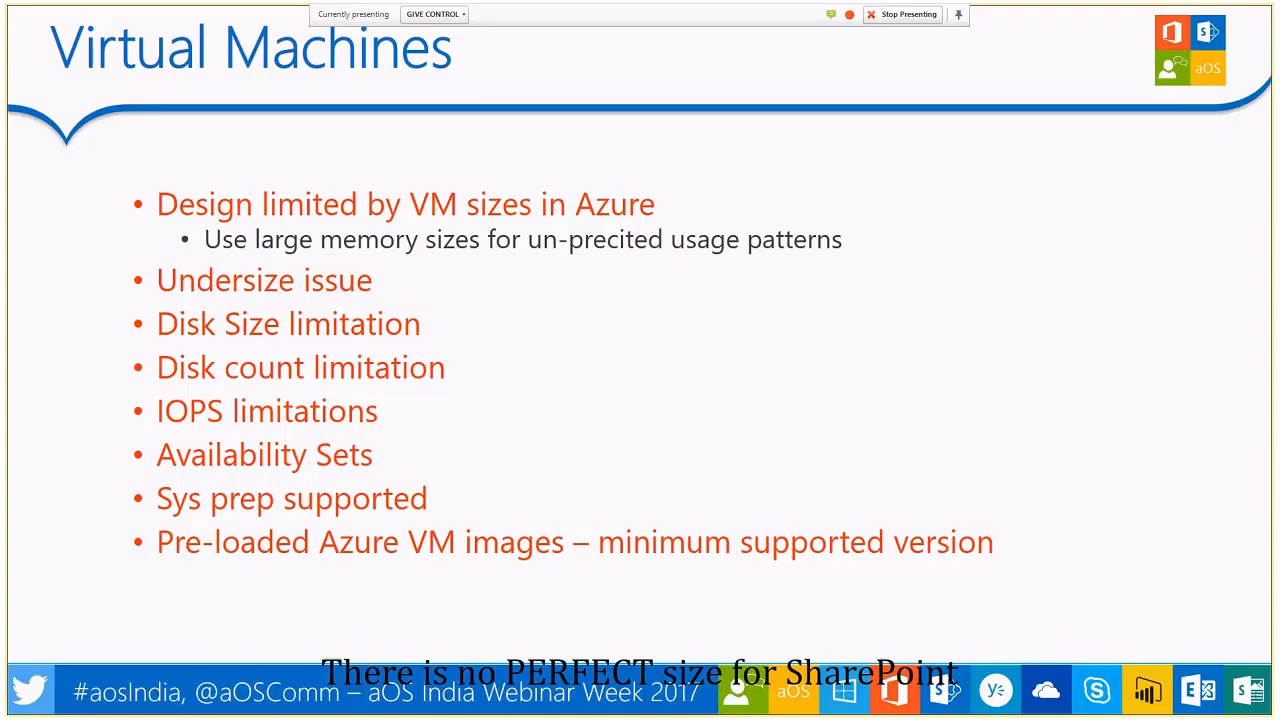 Currently presenting GIVE CONTROL Stop Presenting
Virtual Machines
aOS
• Design limited by VM sizes in Azure
• Use large memory sizes for un-precited usage patterns
• Undersize issue
• Disk Size limitation
• Disk count limitation
• IOPS limitations
• Availability Sets
• Sys prep supported
• Pre-loaded Azure VM images – minimum supported version
There is no PERFECT size for SharePoint
#aosIndia, @aOSComm – aOS India Webinar Week 2017 aOS